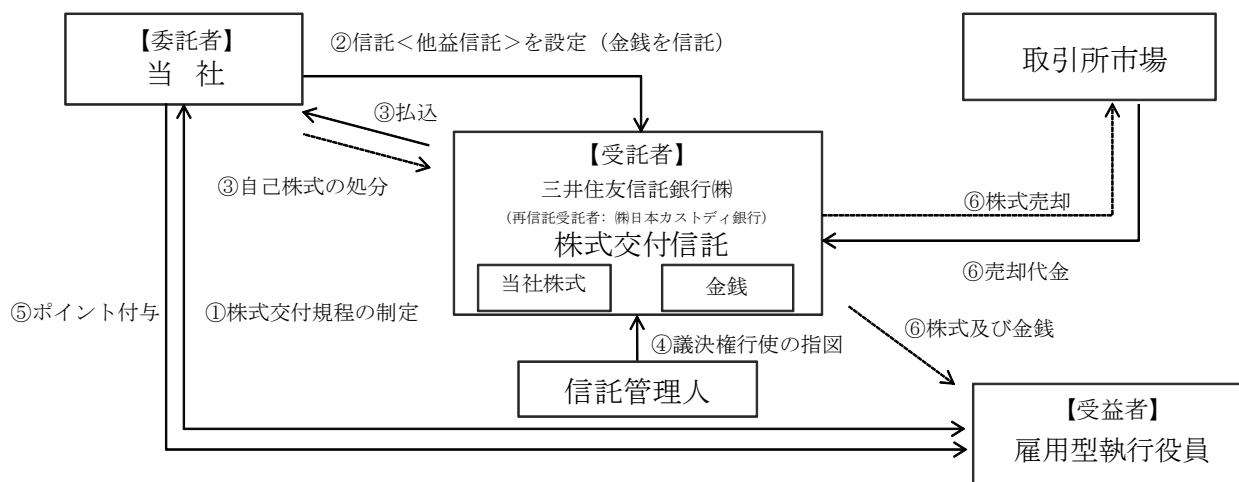 【委託者】
当　社
②信託＜他益信託＞を設定（金銭を信託）
取引所市場
③払込
③自己株式の処分
【受託者】
三井住友信託銀行㈱
(再信託受託者：㈱日本カストディ銀行)
株式交付信託
当社株式
金銭
⑥株式売却
⑥売却代金
⑤ポイント付与
①株式交付規程の制定
④議決権行使の指図
⑥株式及び金銭
信託管理人
【受益者】
雇用型執行役員